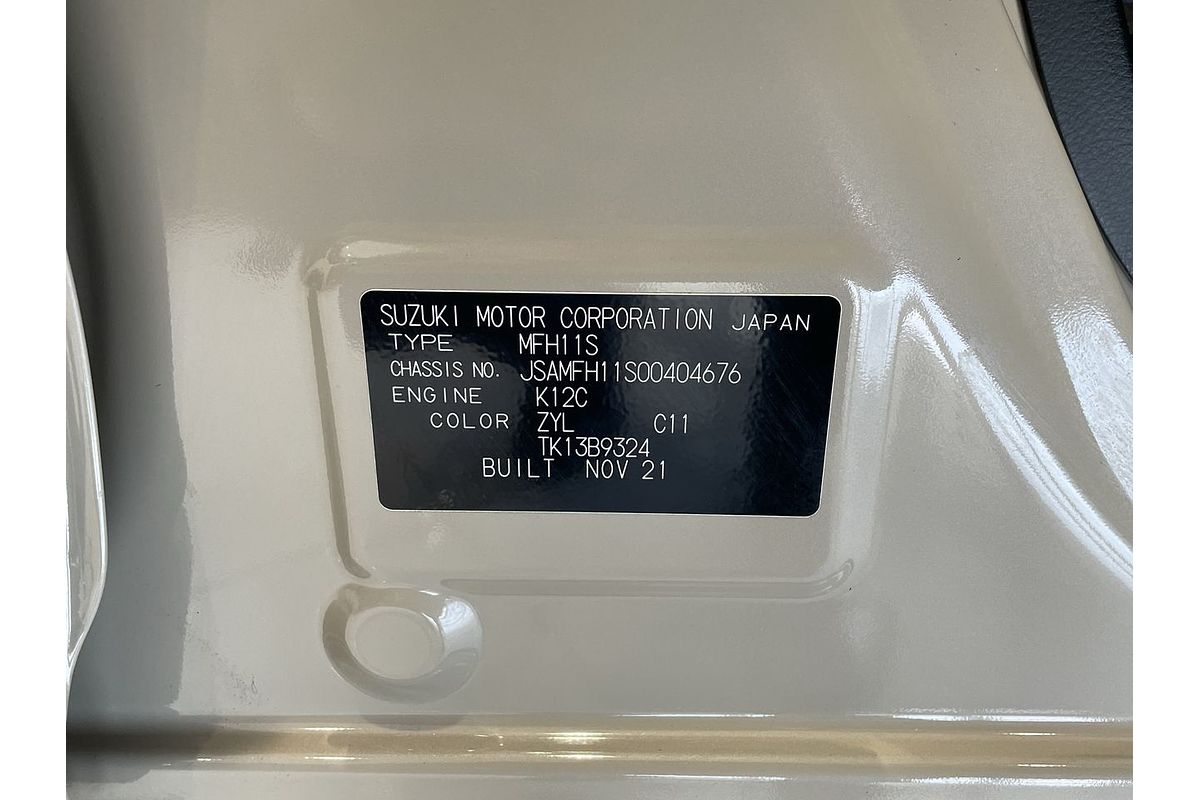 SUZUKI MOTOR CORPORATION JAPAN
TYPE MFH11S
CHASSIS NO. JSAMFH11S00404676
ENGINE K12C
COLOR ZYL C11
TK13B9324
BUILT NOV 21